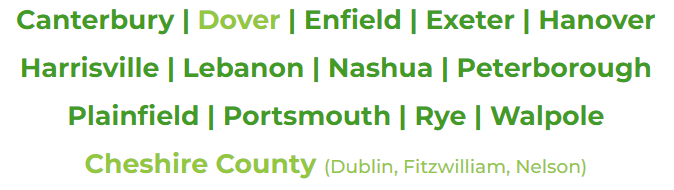 Canterbury | Dover | Enfield | Exeter | Hanover
Harrisville | Lebanon | Nashua | Peterborough
Plainfield | Portsmouth | Rye | Walpole
Cheshire County (Dublin, Fitzwilliam, Nelson)